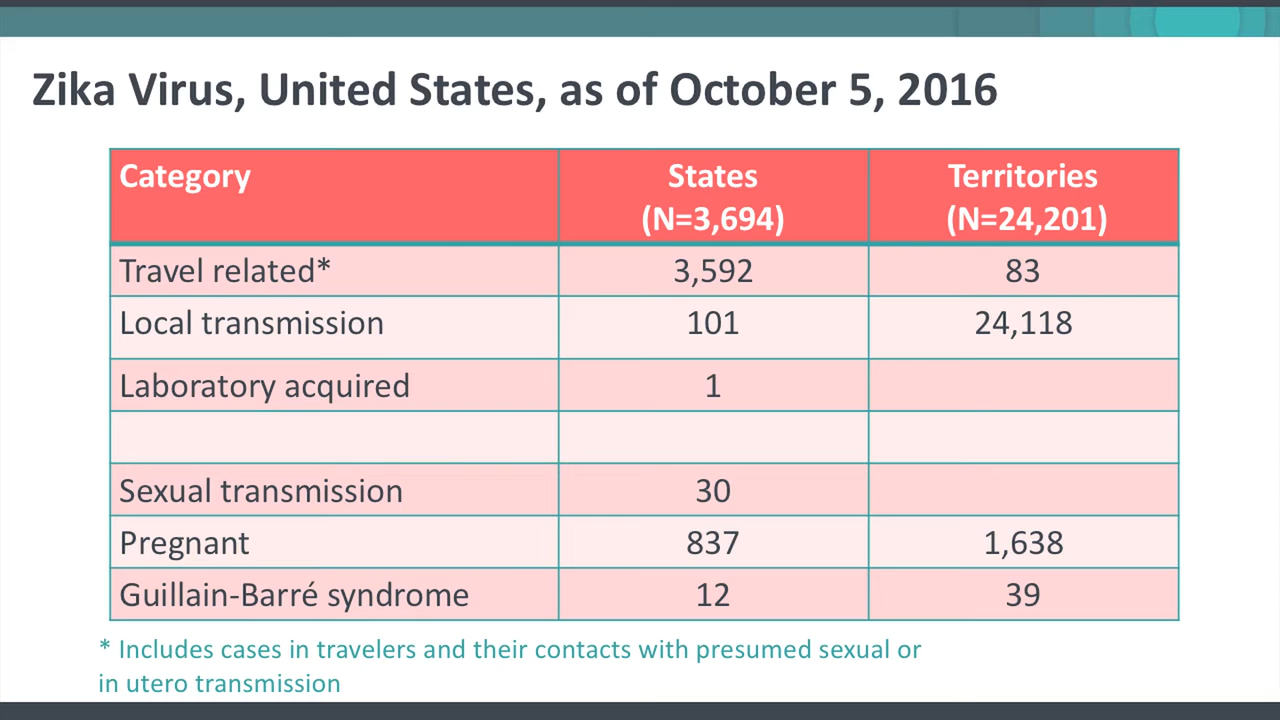 Zika Virus, United States, as of October 5, 2016
Category States Territories
(N=3,694) (N=24,201)
Travel related* 3,592 83
Local transmission 101 24,118
Laboratory acquired 1
Sexual transmission 30
Pregnant 837 1,638
Guillain-Barré syndrome 12 39
* Includes cases in travelers and their contacts with presumed sexual or
in utero transmission